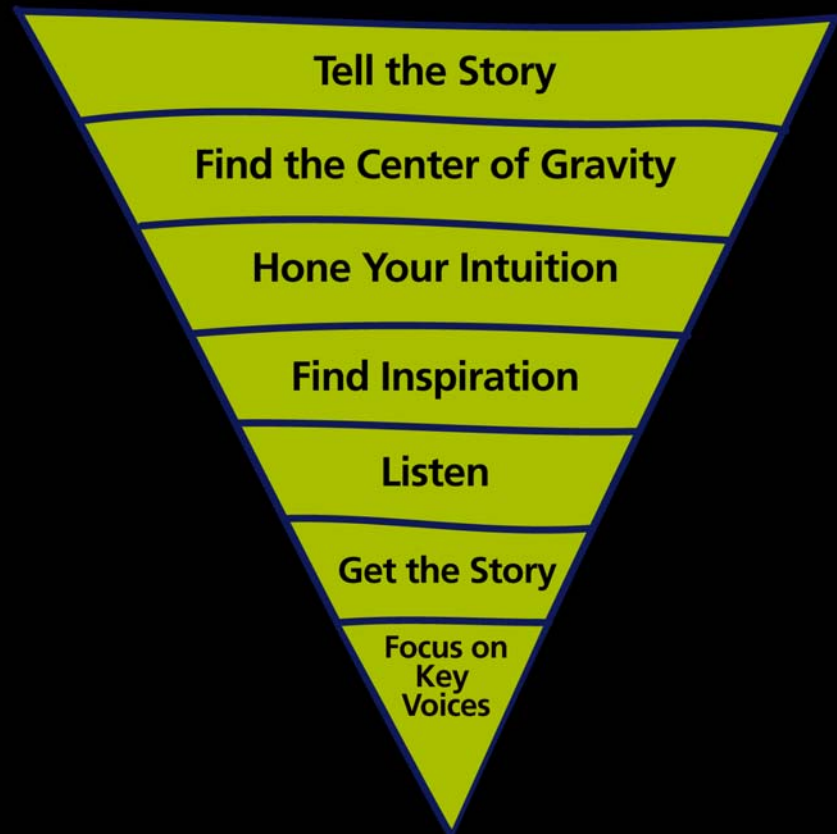 Tell the Story
Find the Center of Gravity
Hone Your Intuition
Find Inspiration
Listen
Get the Story
Focus on
Key
Voices